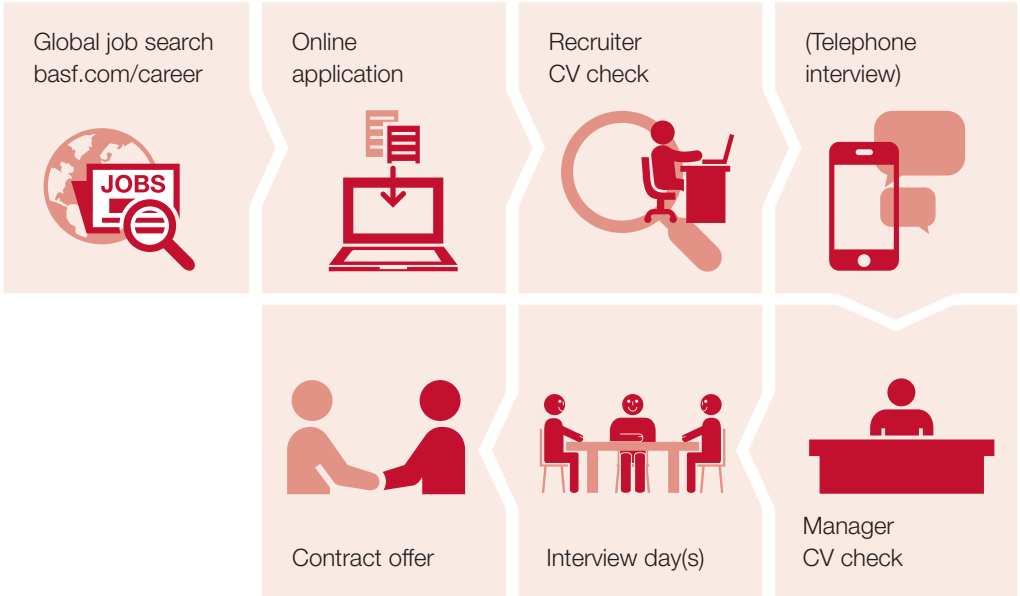 Global job search
basf.com/career
JOBS
Online
application
Recruiter
CV check
(Telephone
interview)
Manager
CV check
Interview day(s)
Contract offer